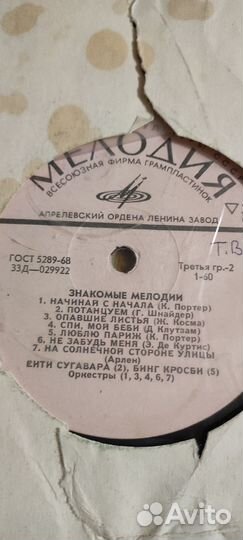 МЕЛОДИЯ
ВСЕСОЮЗНАЯ ФИРМА ГРАМПЛАСТИНОК
АПРЕЛЕВСКИЙ ОРДЕНА ЛЕНИНА ЗАВОД
ГОСТ 5289-68
33Д—029922
Т. В
Третья гр.-2
1-60
ЗНАКОМЫЕ МЕЛОДИИ
1. НАЧИНАЯ С НАЧАЛА (К. Портер)
2. ПОТАНЦУЕМ (Г. Шнайдер)
3. ОПАВШИЕ ЛИСТЬЯ (Ж. Косма)
4. СПИ, МОЙ БЕБИ (Д Клутзам)
5. ЛЮБЛЮ ПАРИЖ (К. Портер)
6. НЕ ЗАБУДЬ МЕНЯ (Э. Де Куртис)
7. НА СОЛНЕЧНОЙ СТОРОНЕ УЛИЦЫ
(Арлен)
ЕИТИ СУГАВАРА (2), БИНГ КРОСБИ (5)
Оркестры (1, 3, 4, 6, 7)
Avito